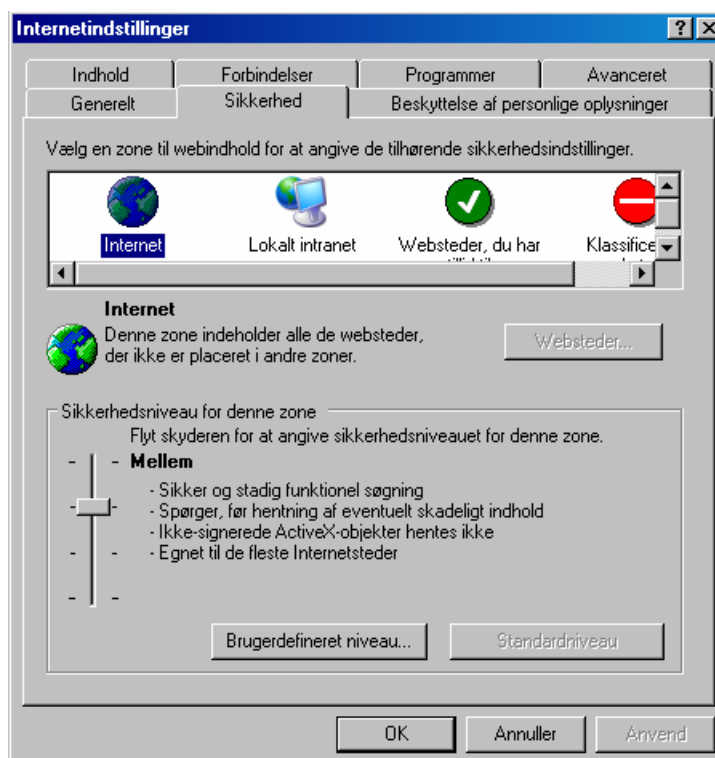 Internetindstillinger
Indhold Forbindelser Programmer Avanceret
Generelt Sikkerhed Beskyttelse af personlige oplysninger
Vælg en zone til webindhold for at angive de tilhørende sikkerhedsindstillinger.
Internet Lokalt intranet Websteder, du har
Internet
Denne zone indeholder alle de websteder,
der ikke er placeret i andre zoner.
Websteder...
Sikkerhedsniveau for denne zone
Flyt skyderen for at angive sikkerhedsniveauet for denne zone.
Mellem
- Sikker og stadig funktionel søgning
- Spørger, før hentning af eventuelt skadeligt indhold
- Ikke-signerede ActiveX-objekter hentes ikke
- Egnet til de fleste Internetsteder
Brugerdefineret niveau... Standardniveau
OK Annuller Anvend